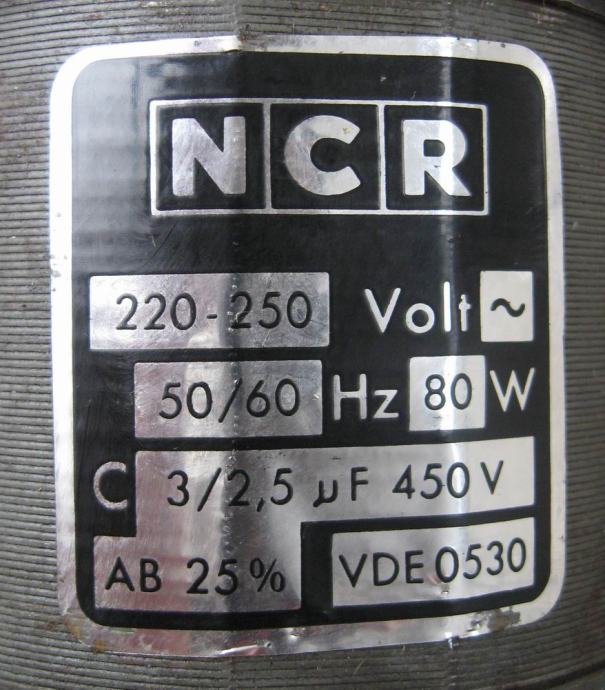 NCR
220-250 Volt ~
50/60 Hz 80 W
C 3/2,5 µF 450 V
AB 25% VDE 0530